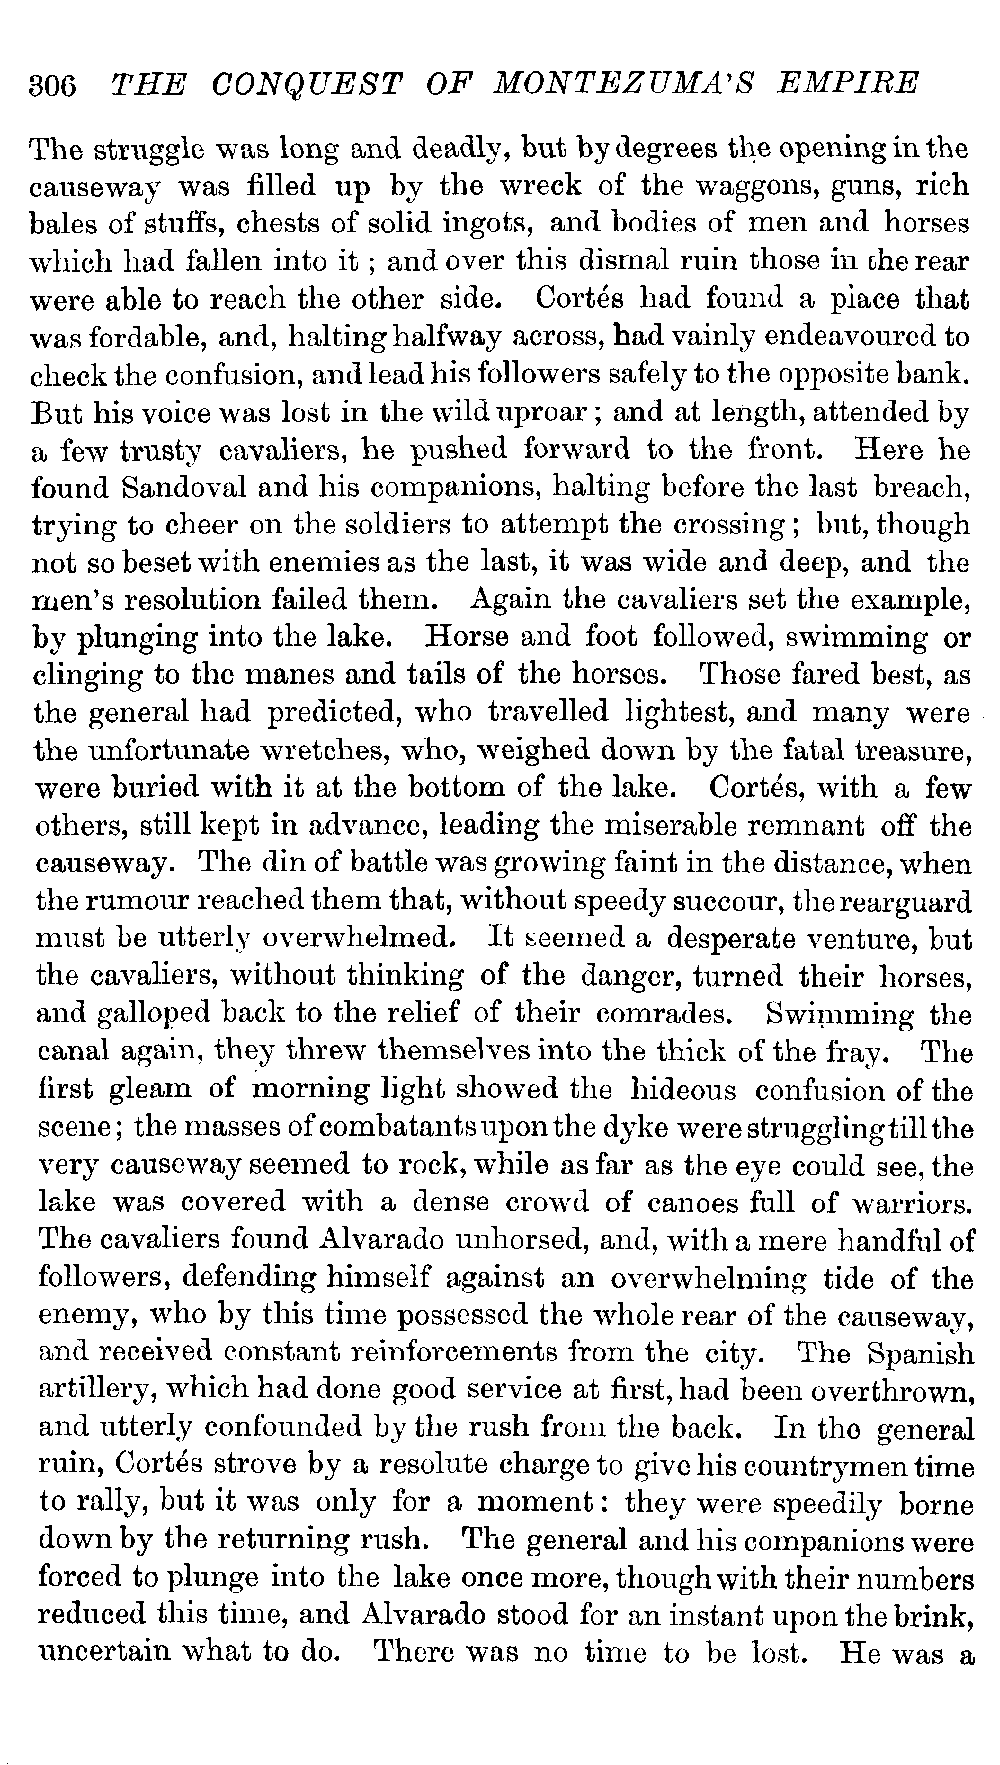 306 THE CONQUEST OF MONTEZUMA'S EMPIRE
The struggle was long and deadly, but by degrees the opening in the
causeway was filled up by the wreck of the waggons, guns, rich
bales of stuffs, chests of solid ingots, and bodies of men and horses
which had fallen into it ; and over this dismal ruin those in the rear
were able to reach the other side. Cortés had found a place that
was fordable, and, halting halfway across, had vainly endeavoured to
check the confusion, and lead his followers safely to the opposite bank.
But his voice was lost in the wild uproar ; and at length, attended by
a few trusty cavaliers, he pushed forward to the front. Here he
found Sandoval and his companions, halting before the last breach,
trying to cheer on the soldiers to attempt the crossing ; but, though
not so beset with enemies as the last, it was wide and deep, and the
men's resolution failed them. Again the cavaliers set the example,
by plunging into the lake. Horse and foot followed, swimming or
clinging to the manes and tails of the horses. Those fared best, as
the general had predicted, who travelled lightest, and many were
the unfortunate wretches, who, weighed down by the fatal treasure,
were buried with it at the bottom of the lake. Cortés, with a few
others, still kept in advance, leading the miserable remnant off the
causeway. The din of battle was growing faint in the distance, when
the rumour reached them that, without speedy succour, the rearguard
must be utterly overwhelmed. It seemed a desperate venture, but
the cavaliers, without thinking of the danger, turned their horses,
and galloped back to the relief of their comrades. Swimming the
canal again, they threw themselves into the thick of the fray. The
first gleam of morning light showed the hideous confusion of the
scene ; the masses of combatants upon the dyke were struggling till the
very causeway seemed to rock, while as far as the eye could see, the
lake was covered with a dense crowd of canoes full of warriors.
The cavaliers found Alvarado unhorsed, and, with a mere handful of
followers, defending himself against an overwhelming tide of the
enemy, who by this time possessed the whole rear of the causeway,
and received constant reinforcements from the city. The Spanish
artillery, which had done good service at first, had been overthrown,
and utterly confounded by the rush from the back. In the general
ruin, Cortés strove by a resolute charge to give his countrymen time
to rally, but it was only for a moment : they were speedily borne
down by the returning rush. The general and his companions were
forced to plunge into the lake once more, though with their numbers
reduced this time, and Alvarado stood for an instant upon the brink,
uncertain what to do. There was no time to be lost. He was a